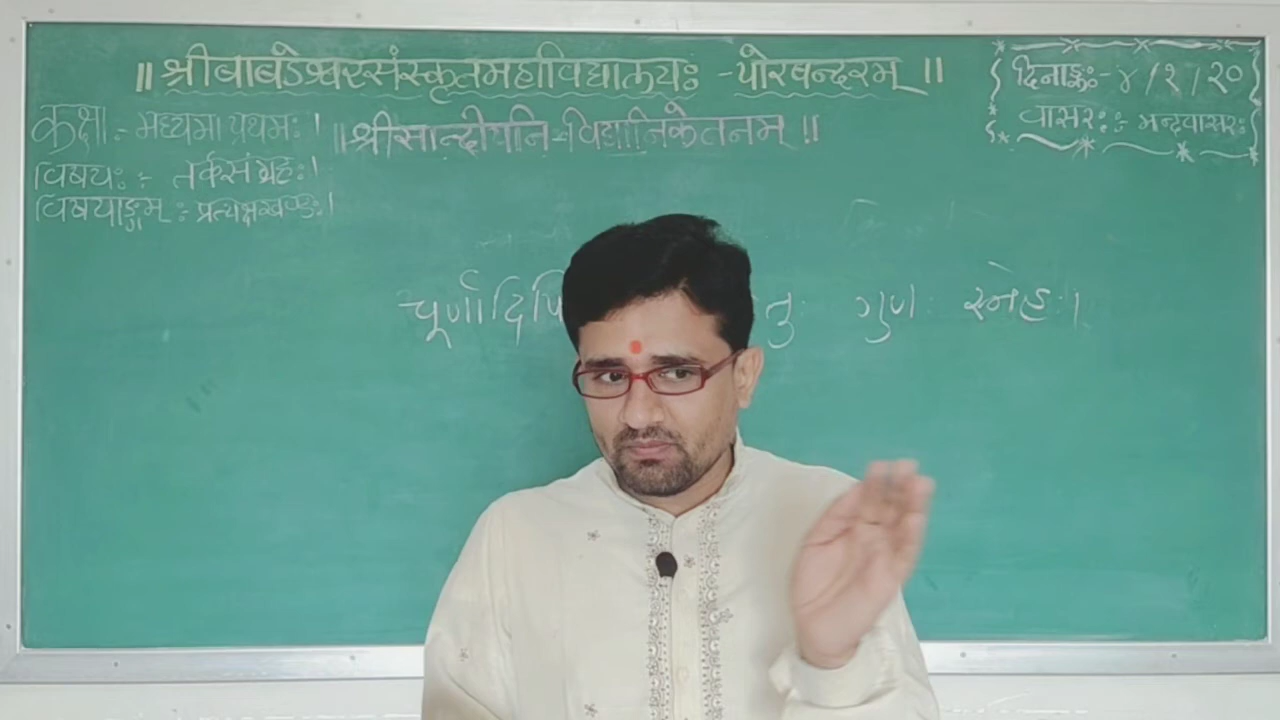 ॥ श्रीबाबडेश्वरसंस्कृतमहाविद्यालयः - पोरबन्दरम् ॥
दिनाङ्कः - ४/१/२०
वासरः :- मन्दवासरः
कक्षा :- मध्यमा प्रथमः ।
॥ श्रीसान्दीपनि - विद्यानिकेतनम् ॥
विषयः :- तर्कसंग्रहः ।
विषयाङ्गम् :- प्रत्यक्षखण्डः ।
चूर्णादिपि तुः गुणः स्नेहः ।